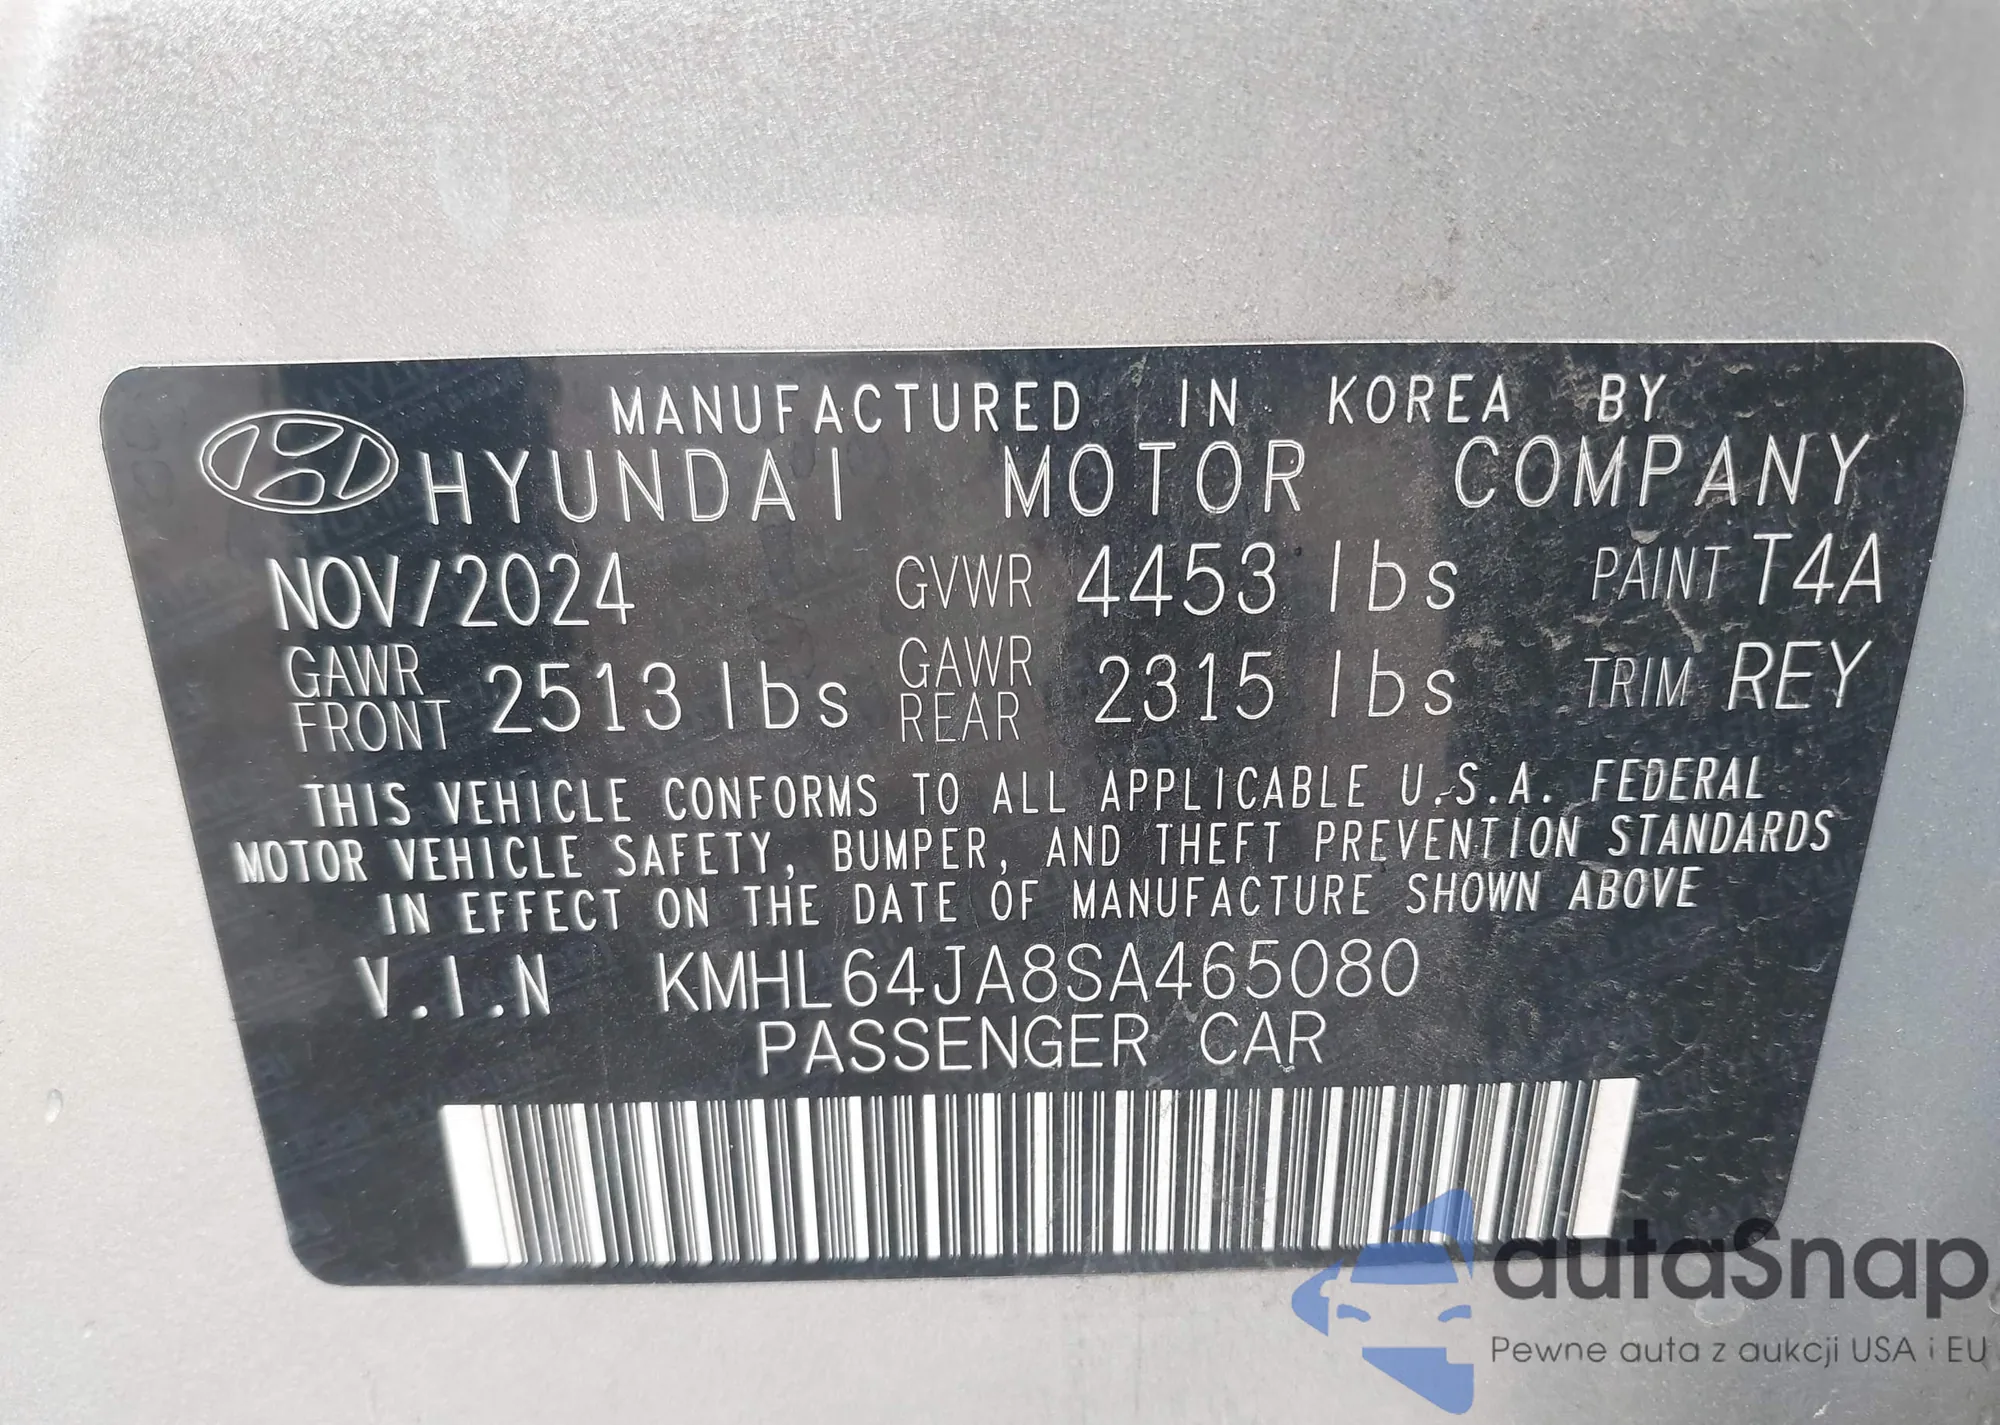 MANUFACTURED IN KOREA BY
HYUNDAI MOTOR COMPANY
NOV/2024 GVWR 4453 lbs PAINT T4A
GAWR FRONT 2513 lbs GAWR REAR 2315 lbs TRIM REY
THIS VEHICLE CONFORMS TO ALL APPLICABLE U.S.A. FEDERAL
MOTOR VEHICLE SAFETY, BUMPER, AND THEFT PREVENTION STANDARDS
IN EFFECT ON THE DATE OF MANUFACTURE SHOWN ABOVE
V.I.N KMHL64JA8SA465080
PASSENGER CAR
autaSnap
Pewne auta z aukcji USA i EU